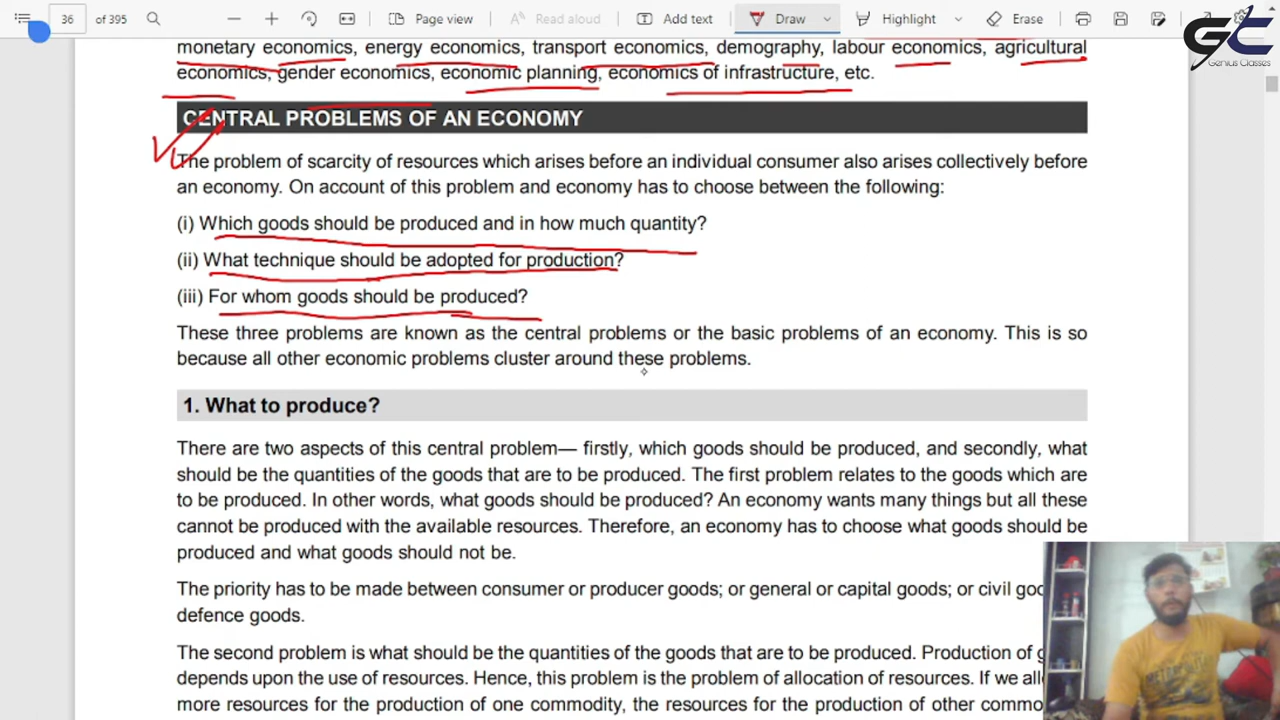 36 of 395 Page view Read aloud Add text Draw Highlight Erase
GC
Genius Classes
monetary economics, energy economics, transport economics, demography, labour economics, agricultural
economics, gender economics, economic planning, economics of infrastructure, etc.
CENTRAL PROBLEMS OF AN ECONOMY
The problem of scarcity of resources which arises before an individual consumer also arises collectively before
an economy. On account of this problem and economy has to choose between the following:
(i) Which goods should be produced and in how much quantity?
(ii) What technique should be adopted for production?
(iii) For whom goods should be produced?
These three problems are known as the central problems or the basic problems of an economy. This is so
because all other economic problems cluster around these problems.
1. What to produce?
There are two aspects of this central problem— firstly, which goods should be produced, and secondly, what
should be the quantities of the goods that are to be produced. The first problem relates to the goods which are
to be produced. In other words, what goods should be produced? An economy wants many things but all these
cannot be produced with the available resources. Therefore, an economy has to choose what goods should be
produced and what goods should not be.
The priority has to be made between consumer or producer goods; or general or capital goods; or civil
defence goods.
The second problem is what should be the quantities of the goods that are to be produced. Production of
depends upon the use of resources. Hence, this problem is the problem of allocation of resources. If we
more resources for the production of one commodity, the resources for the production of other